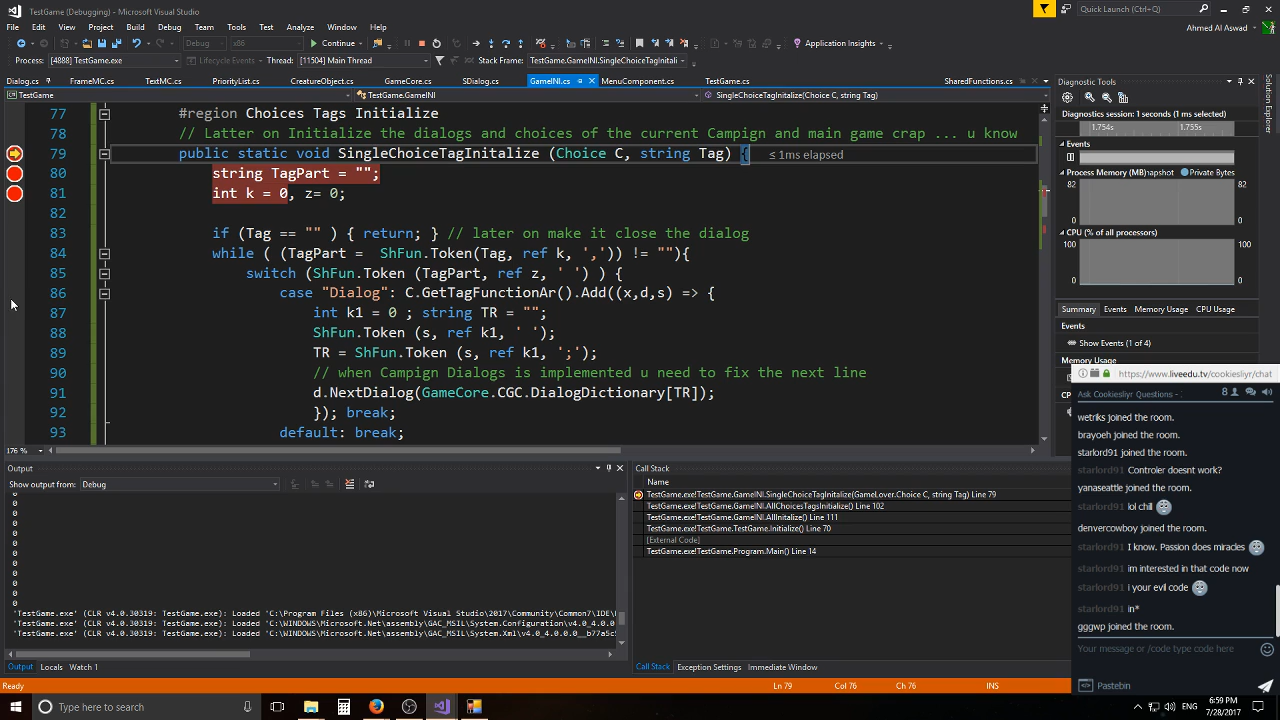 TestGame (Debugging) - Microsoft Visual Studio
Quick Launch (Ctrl+Q)
File Edit View Project Build Debug Team Tools Test Analyze Window Help
Ahmed Al Aswad
Debug x86 Continue Application Insights
Process: [4888] TestGame.exe Lifecycle Events Thread: [11504] Main Thread Stack Frame: TestGame.GameINI.SingleChoiceTagInitali
Dialog.cs FrameMC.cs TextMC.cs PriorityList.cs CreatureObject.cs GameCore.cs SDialog.cs GameINI.cs MenuComponent.cs TestGame.cs SharedFunctions.cs
TestGame TestGame.GameINI SingleChoiceTagInitalize(Choice C, string Tag)
77 #region Choices Tags Initialize
78 // Latter on Initialize the dialogs and choices of the current Campign and main game crap ... u know
79 public static void SingleChoiceTagInitalize (Choice C, string Tag) { ≤ 1ms elapsed
80 string TagPart = "";
81 int k = 0, z= 0;
82
83 if (Tag == "" ) { return; } // later on make it close the dialog
84 while ( (TagPart =  ShFun.Token(Tag, ref k, ',')) != ""){
85 switch (ShFun.Token (TagPart, ref z, ' ') ) {
86 case "Dialog": C.GetTagFunctionAr().Add((x,d,s) => {
87 int k1 = 0 ; string TR = "";
88 ShFun.Token (s, ref k1, ' ');
89 TR = ShFun.Token (s, ref k1, ';');
90 // when Campign Dialogs is implemented u need to fix the next line
91 d.NextDialog(GameCore.CGC.DialogDictionary[TR]);
92 }); break;
93 default: break;
176 %
Diagnostic Tools
Diagnostics session: 1 seconds (1 ms selected)
1.754s 1.755s
Events
Process Memory (MB) napshot Private Bytes
82 82
0 0
CPU (% of all processors)
100 100
0 0
Summary Events Memory Usage CPU Usage
Events
Show Events (1 of 4)
Memory Usage
Solution Explorer
https://www.liveedu.tv/cookiesliyr/chat
Ask Cookiesliyr Questions - 8
wetriks joined the room.
brayoeh joined the room.
starlord91 joined the room.
starlord91 Controler doesnt work?
yanaseattle joined the room.
starlord91 lol chill
denvercowboy joined the room.
starlord91 I know. Passion does miracles
starlord91 im interested in that code now
starlord91 i your evil code
starlord91 in*
gggwp joined the room.
Your message or /code type code here
Pastebin
Output
Show output from: Debug
0
0
0
0
0
0
0
0
0
0
0
0
'TestGame.exe' (CLR v4.0.30319: TestGame.exe): Loaded 'C:\Program Files (x86)\Microsoft Visual Studio\2017\Community\Common7\IDE\
'TestGame.exe' (CLR v4.0.30319: TestGame.exe): Loaded 'C:\WINDOWS\Microsoft.Net\assembly\GAC_MSIL\System.Configuration\v4.0_4.0.
'TestGame.exe' (CLR v4.0.30319: TestGame.exe): Loaded 'C:\WINDOWS\Microsoft.Net\assembly\GAC_MSIL\System.Xml\v4.0_4.0.0.0__b77a5c
Output Locals Watch 1
Call Stack
Name
TestGame.exe!TestGame.GameINI.SingleChoiceTagInitalize(GameLover.Choice C, string Tag) Line 79
TestGame.exe!TestGame.GameINI.AllChoicesTagsInitialize() Line 102
TestGame.exe!TestGame.GameINI.AllInitalize() Line 111
TestGame.exe!TestGame.TestGame.Initialize() Line 70
[External Code]
TestGame.exe!TestGame.Program.Main() Line 14
Call Stack Exception Settings Immediate Window
Ready Ln 79 Col 76 Ch 76 INS
Type here to search
6:59 PM
7/28/2017